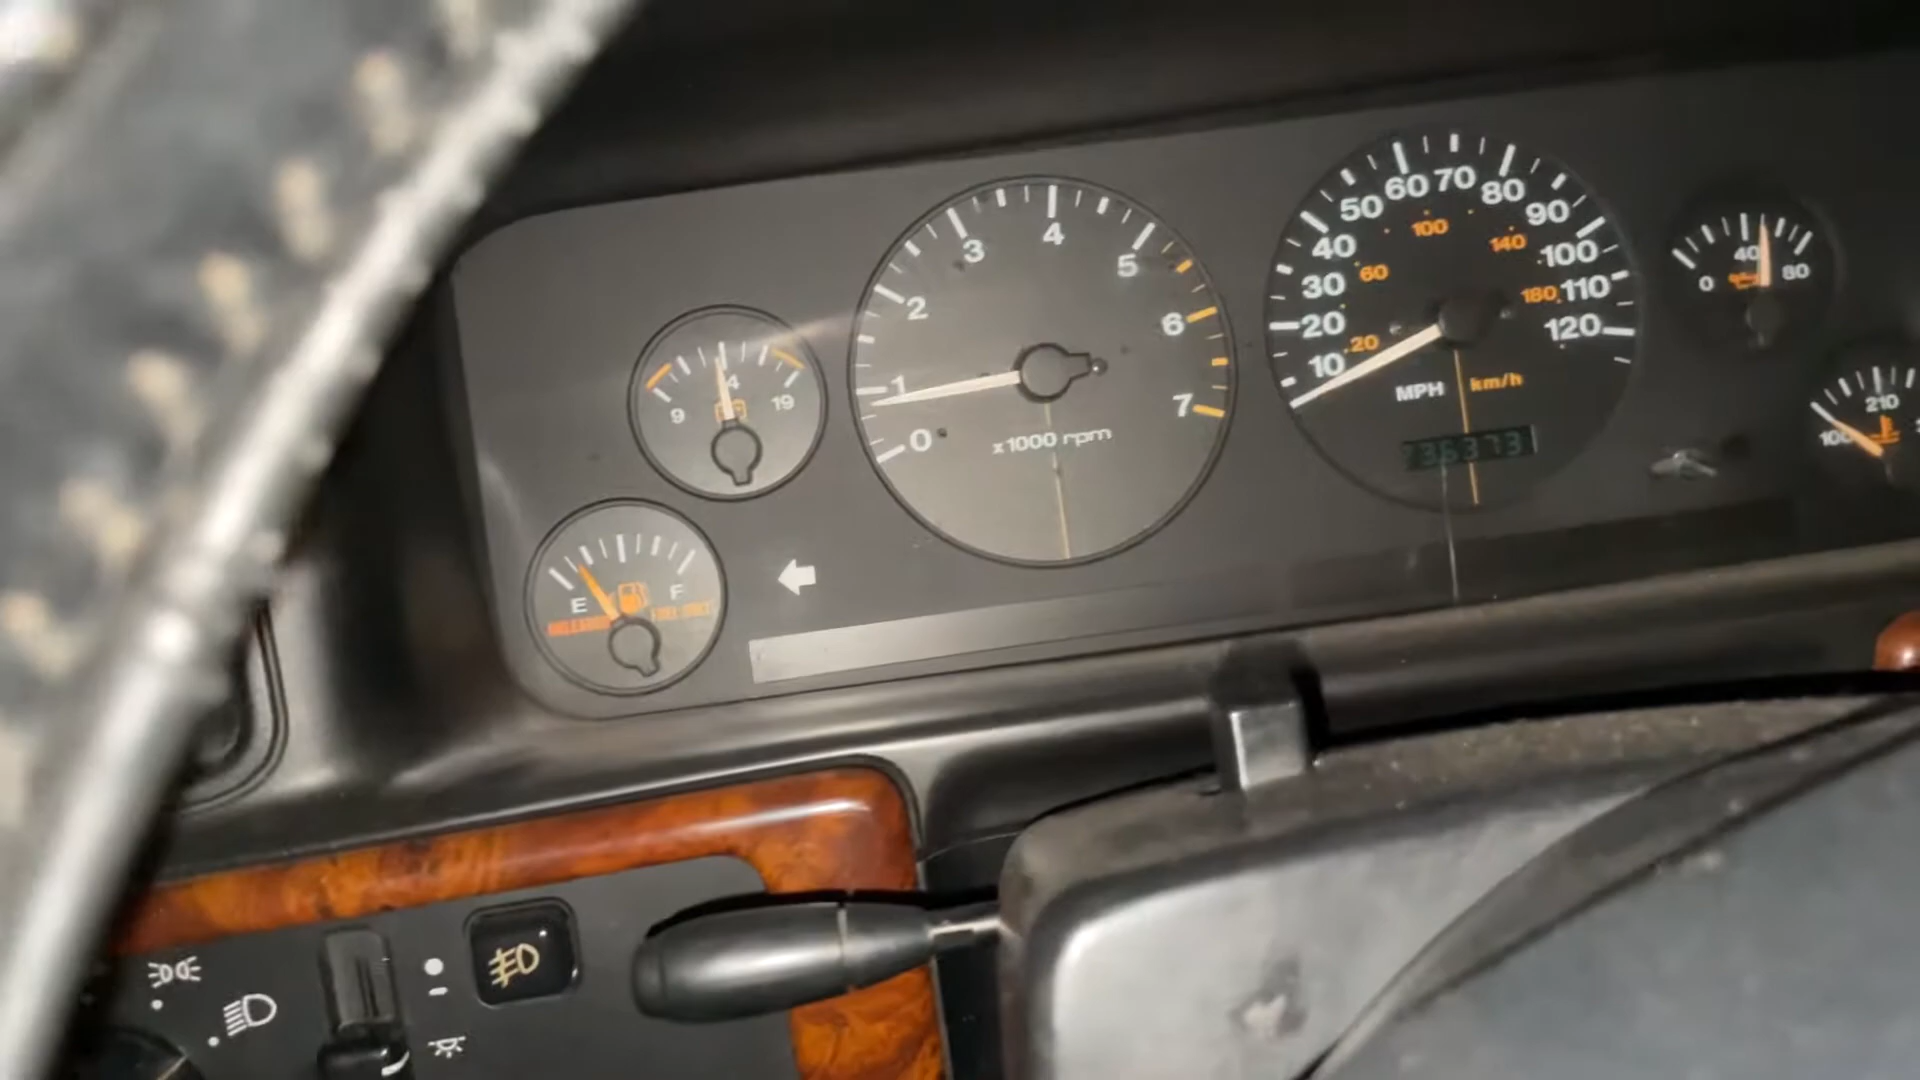 9 14 19
E F
0 1 2 3 4 5 6 7
x1000 rpm
10 20 30 40 50 60 70 80 90 100 110 120
20 60 100 140 180
MPH km/h
0 40 80
100 210